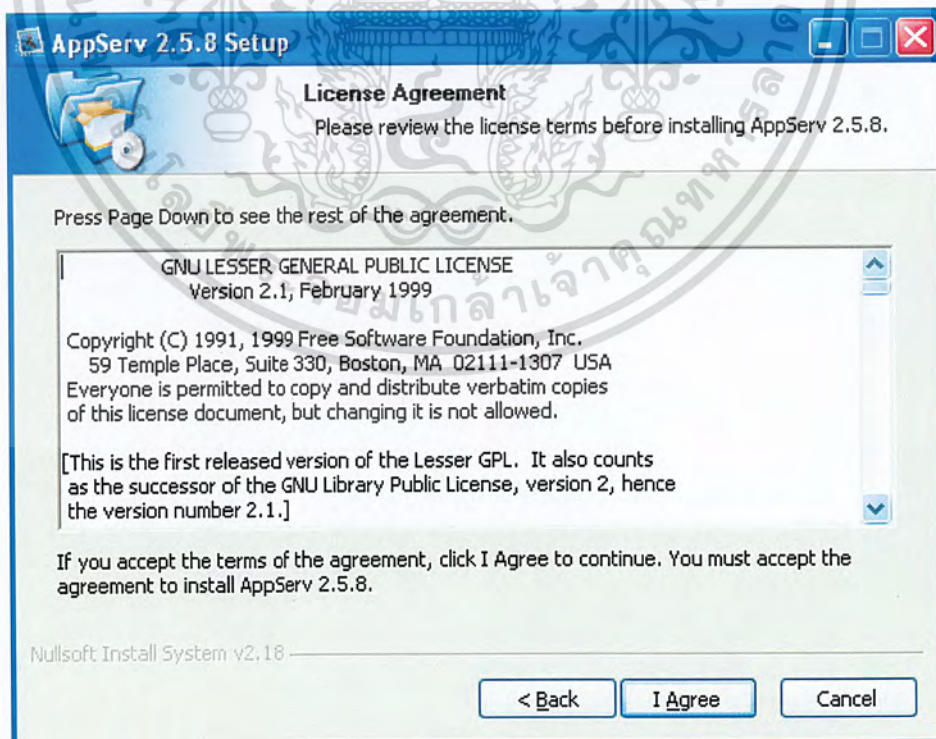 AppServ 2.5.8 Setup
License Agreement
Please review the license terms before installing AppServ 2.5.8.
Press Page Down to see the rest of the agreement.
GNU LESSER GENERAL PUBLIC LICENSE
Version 2.1, February 1999
Copyright (C) 1991, 1999 Free Software Foundation, Inc.
59 Temple Place, Suite 330, Boston, MA 02111-1307 USA
Everyone is permitted to copy and distribute verbatim copies
of this license document, but changing it is not allowed.
[This is the first released version of the Lesser GPL. It also counts
as the successor of the GNU Library Public License, version 2, hence
the version number 2.1.]
If you accept the terms of the agreement, click I Agree to continue. You must accept the
agreement to install AppServ 2.5.8.
Nullsoft Install System v2.18
< Back
I Agree
Cancel